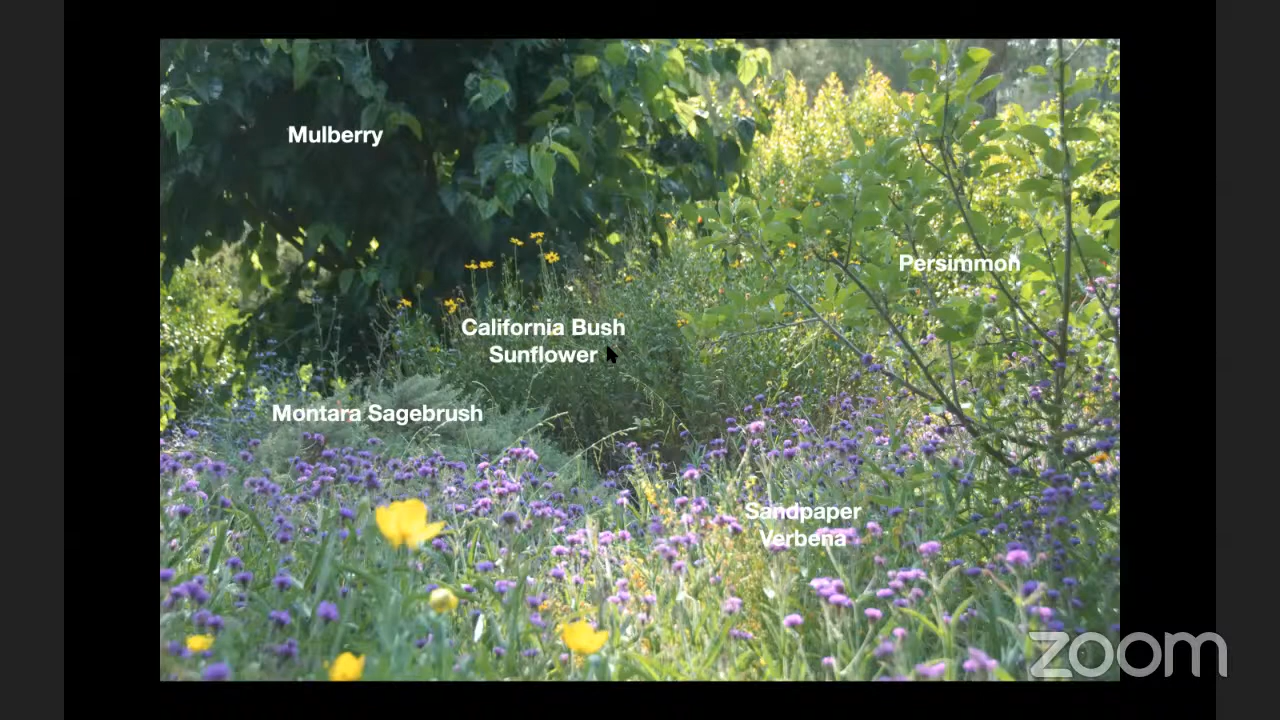 Mulberry
Persimmon
California Bush
Sunflower
Montara Sagebrush
Sandpaper
Verbena
zoom